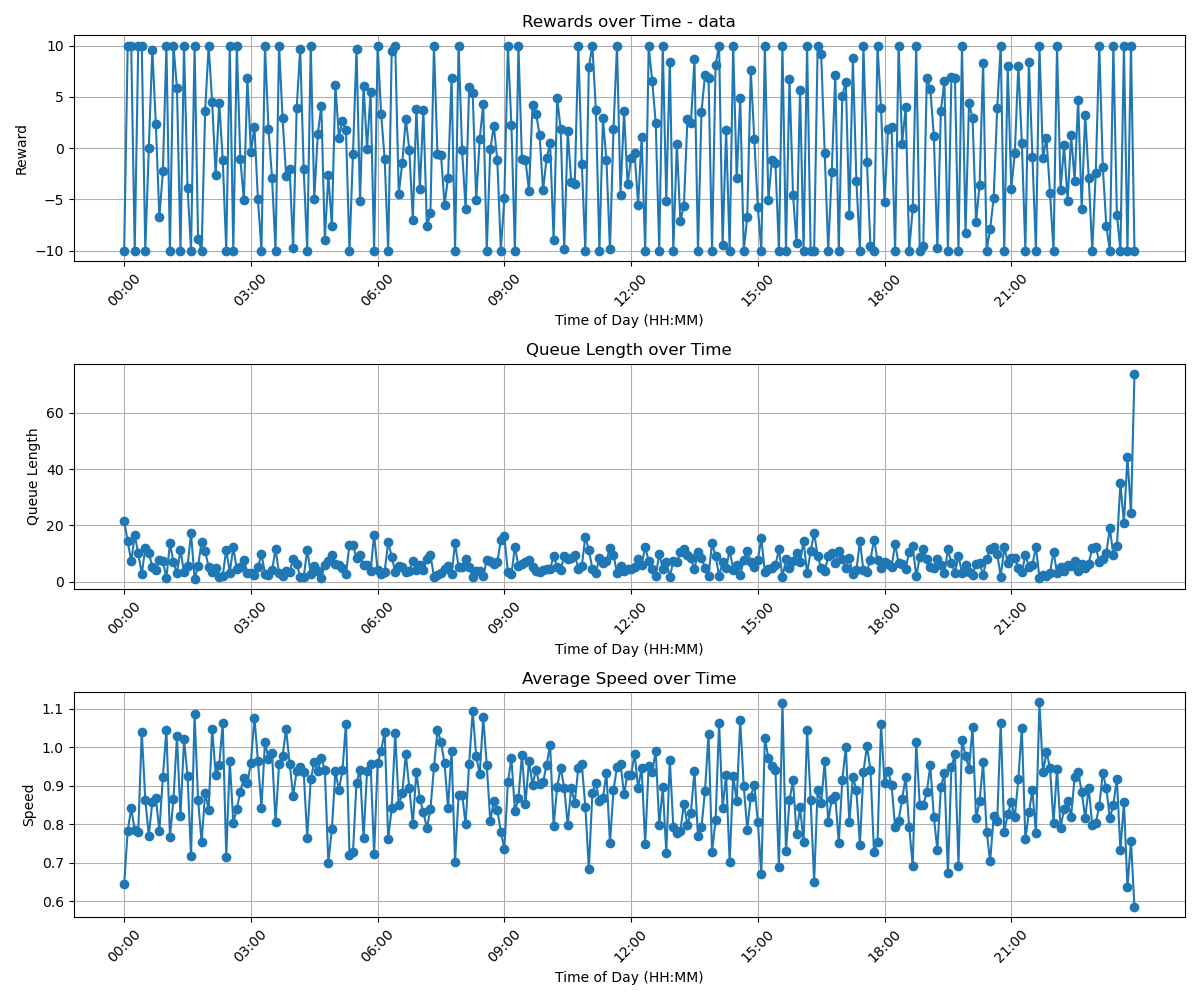 Rewards over Time - data
10
5
0
−5
−10
Reward
00:00 03:00 06:00 09:00 12:00 15:00 18:00 21:00
Time of Day (HH:MM)
Queue Length over Time
60
40
20
0
Queue Length
00:00 03:00 06:00 09:00 12:00 15:00 18:00 21:00
Time of Day (HH:MM)
Average Speed over Time
1.1
1.0
0.9
0.8
0.7
0.6
Speed
00:00 03:00 06:00 09:00 12:00 15:00 18:00 21:00
Time of Day (HH:MM)